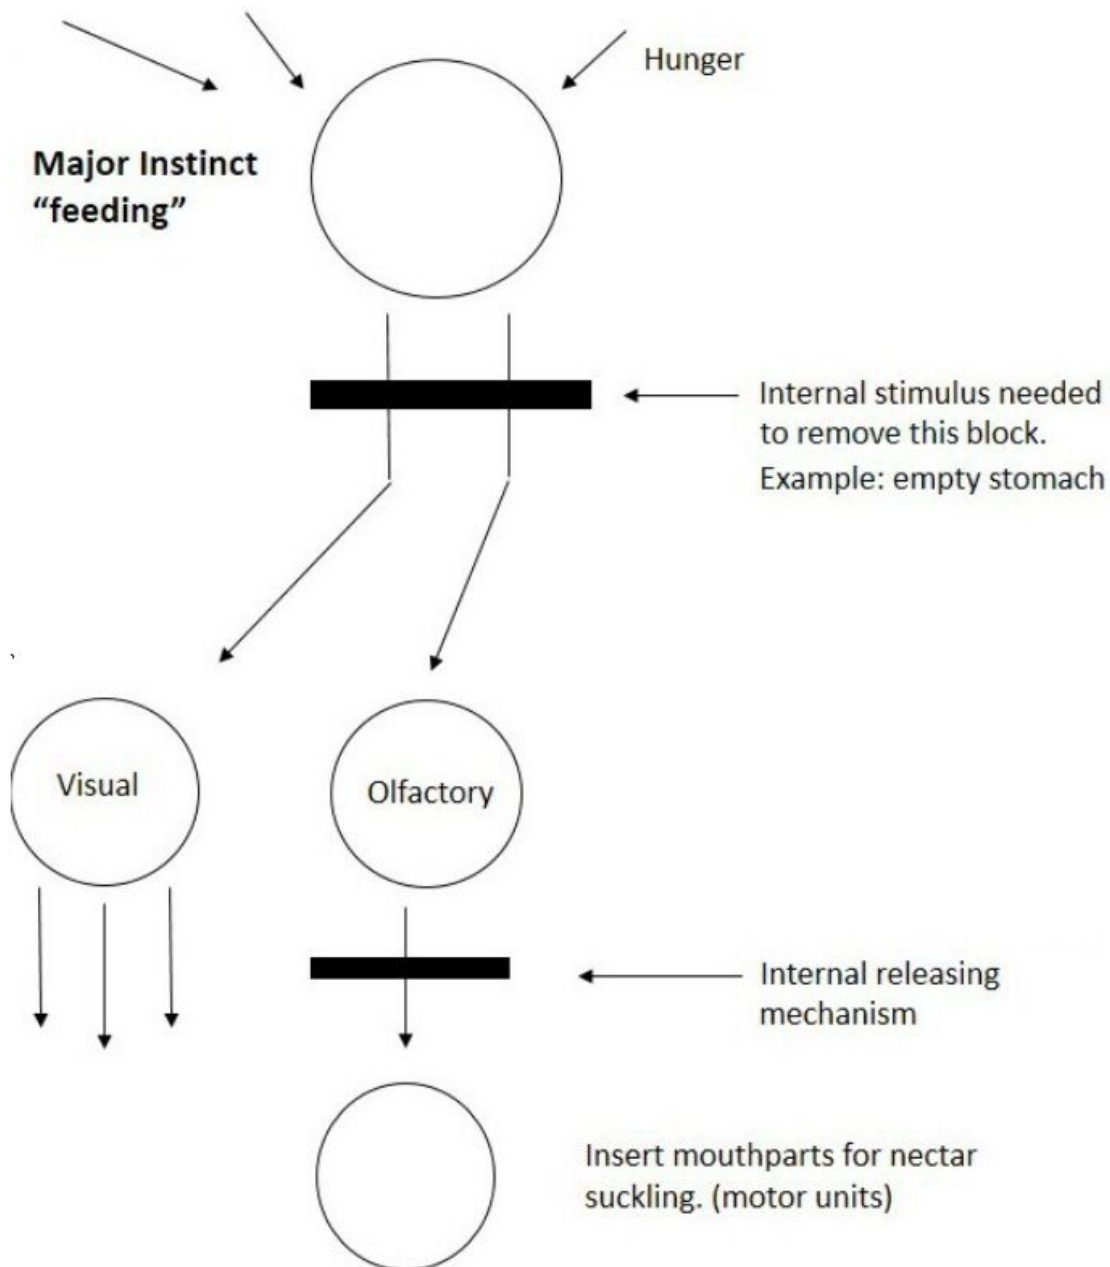 Hunger
Major Instinct
“feeding”
Internal stimulus needed
to remove this block.
Example: empty stomach
Visual
Olfactory
Internal releasing
mechanism
Insert mouthparts for nectar
suckling. (motor units)